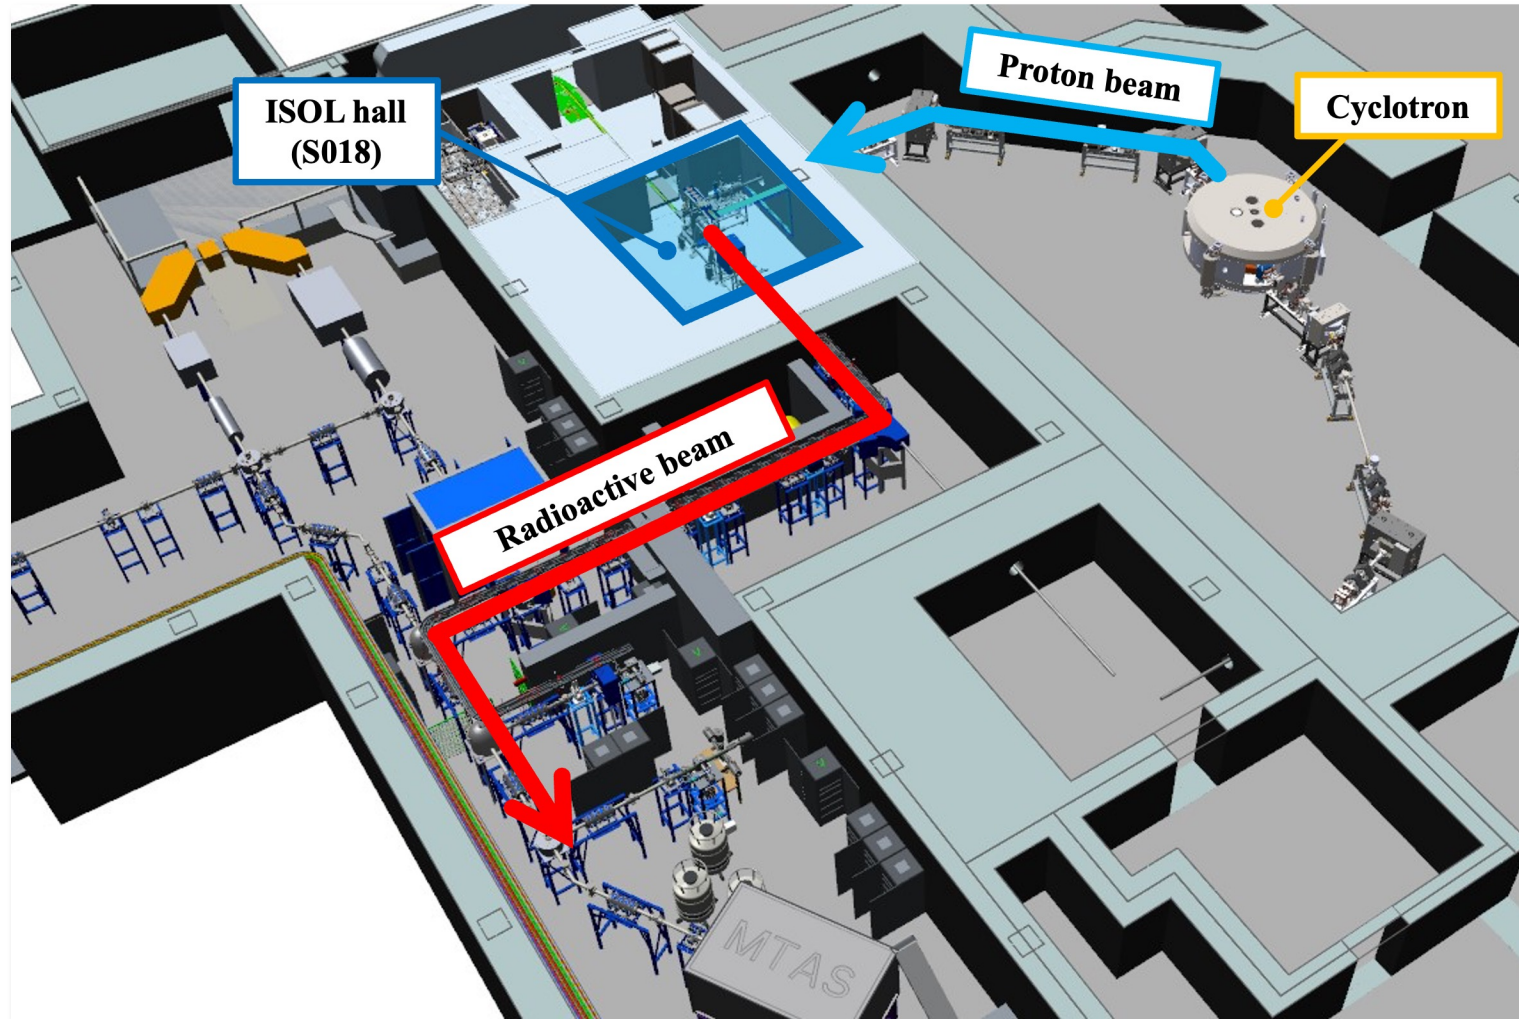 Proton beam
Cyclotron
ISOL hall
(S018)
Radioactive beam
MTAS